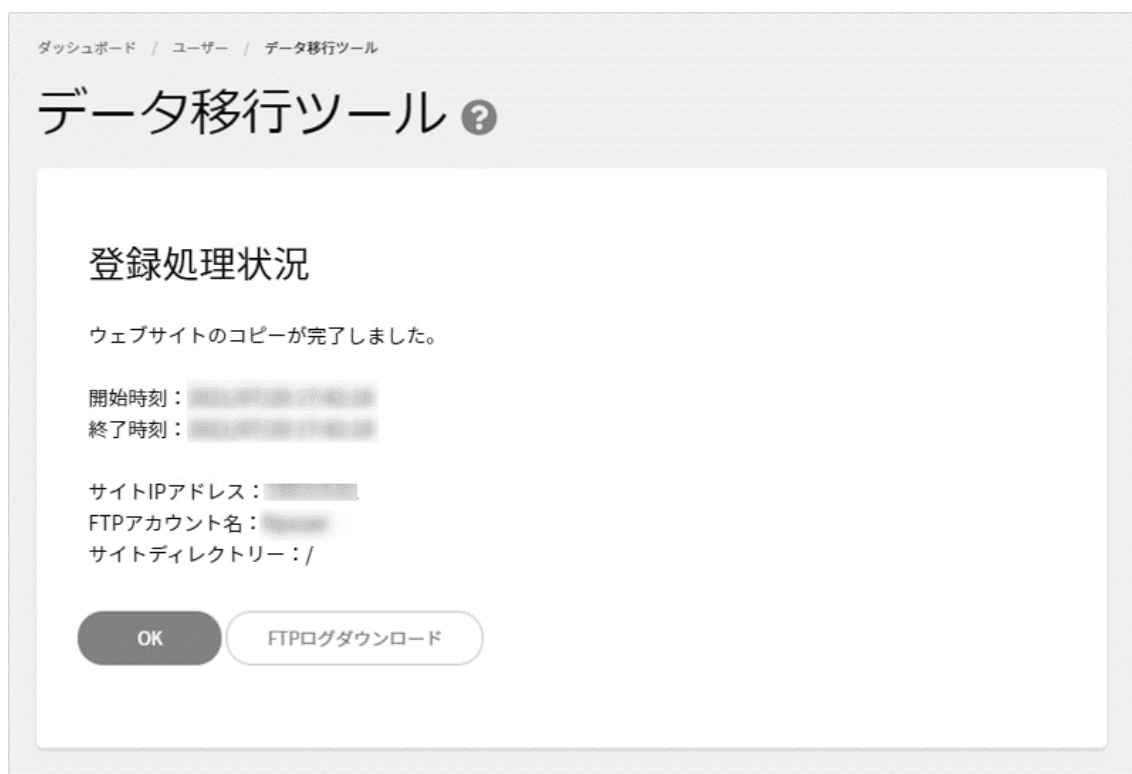 ダッシュボード / ユーザー / データ移行ツール
データ移行ツール ?
登録処理状況
ウェブサイトのコピーが完了しました。
開始時刻：
終了時刻：
サイトIPアドレス：
FTPアカウント名：
サイトディレクトリー：/
OK
FTPログダウンロード